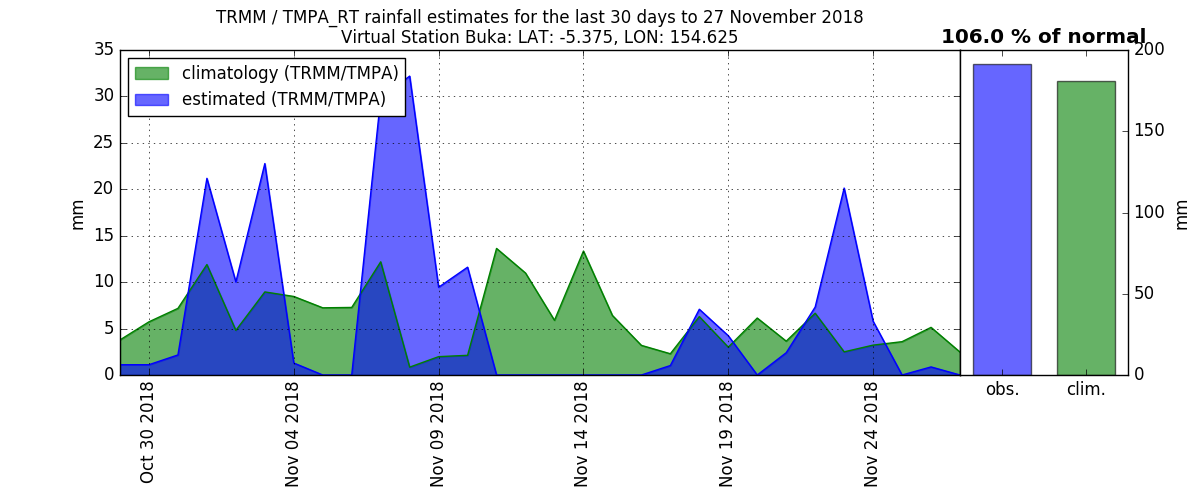 TRMM / TMPA_RT rainfall estimates for the last 30 days to 27 November 2018
Virtual Station Buka: LAT: -5.375, LON: 154.625
106.0 % of normal
climatology (TRMM/TMPA)
estimated (TRMM/TMPA)
mm
35
30
25
20
15
10
5
0
Oct 30 2018
Nov 04 2018
Nov 09 2018
Nov 14 2018
Nov 19 2018
Nov 24 2018
obs.
clim.
200
150
100
50
0
mm